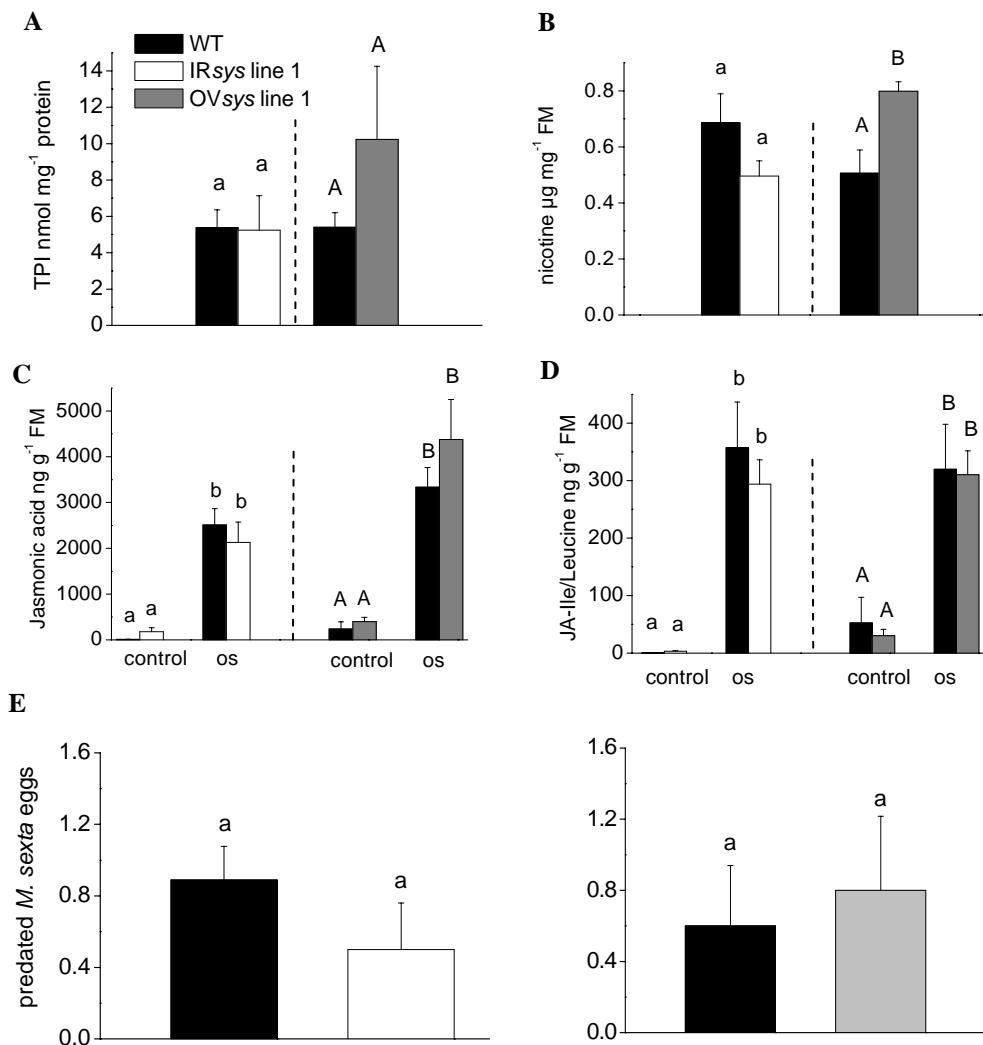 A
WT
IRsys line 1
OVsys line 1
TPI nmol mg⁻¹ protein
14
12
10
8
6
4
2
0
a
a
A
A
B
nicotine µg mg⁻¹ FM
0.8
0.6
0.4
0.2
0.0
a
a
A
B
C
Jasmonic acid ng g⁻¹ FM
5000
4000
3000
2000
1000
0
a
a
b
b
A
A
B
B
control
os
control
os
D
JA-Ile/Leucine ng g⁻¹ FM
400
300
200
100
0
a
a
b
b
A
A
B
B
control
os
control
os
E
predated M. sexta eggs
1.6
1.2
0.8
0.4
0.0
a
a
1.6
1.2
0.8
0.4
0.0
a
a